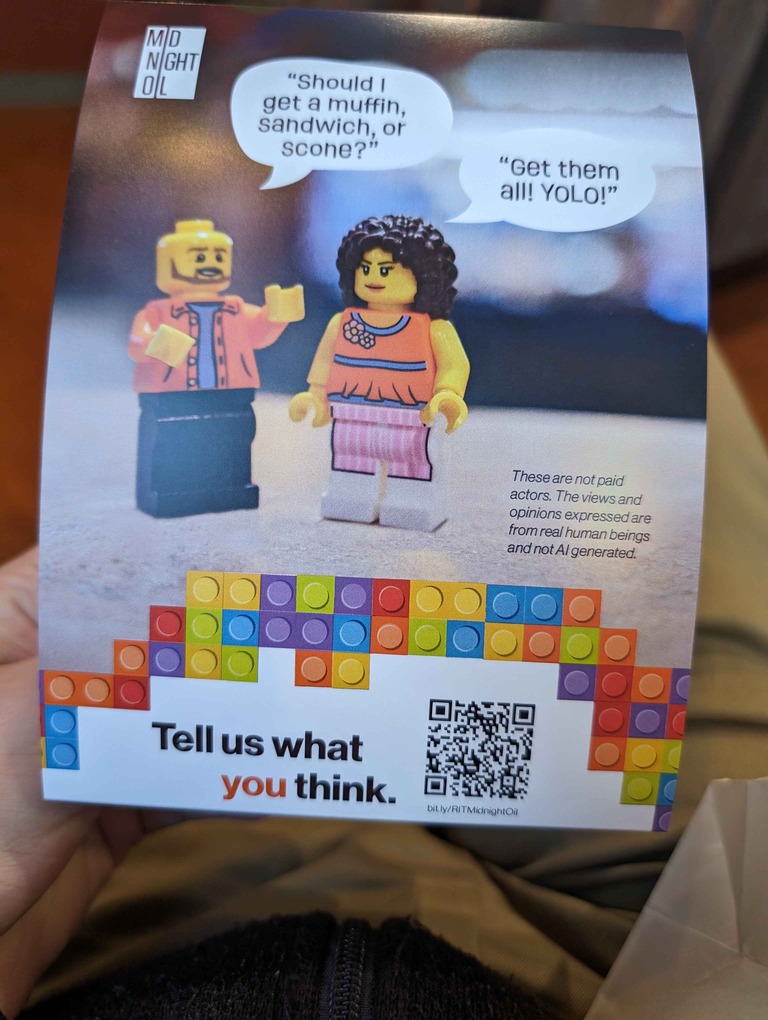 M D
N GHT
O L
“Should I
get a muffin,
sandwich, or
scone?”
“Get them
all! YOLO!”
These are not paid
actors. The views and
opinions expressed are
from real human beings
and not AI generated.
Tell us what
you think.
bit.ly/RITMidnightOil